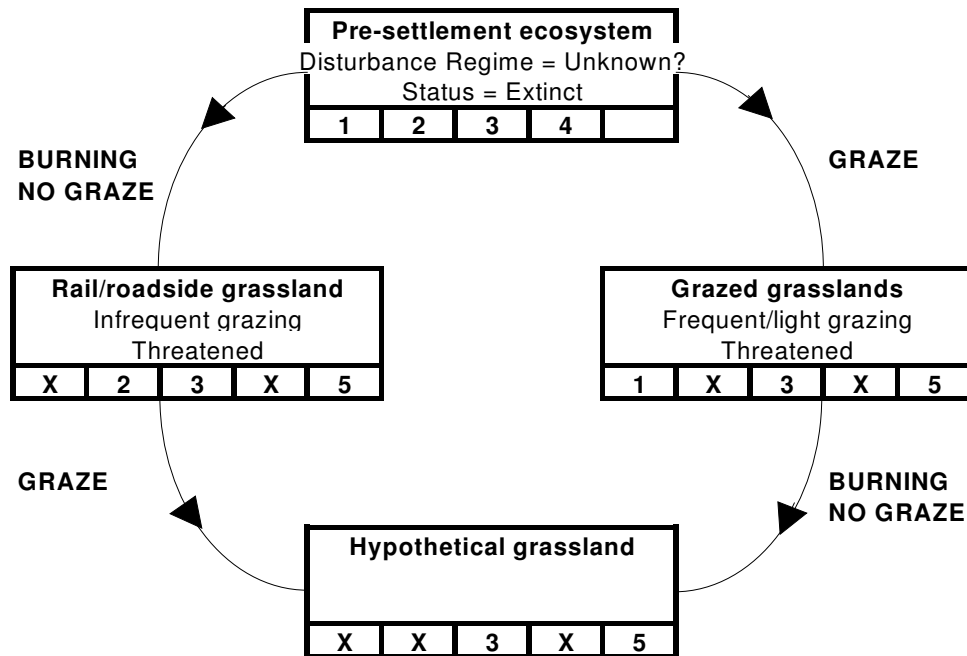 Pre-settlement ecosystem
Disturbance Regime = Unknown?
Status = Extinct
1 2 3 4
BURNING
NO GRAZE
GRAZE
Rail/roadside grassland
Infrequent grazing
Threatened
X 2 3 X 5
Grazed grasslands
Frequent/light grazing
Threatened
1 X 3 X 5
GRAZE
BURNING
NO GRAZE
Hypothetical grassland
X X 3 X 5